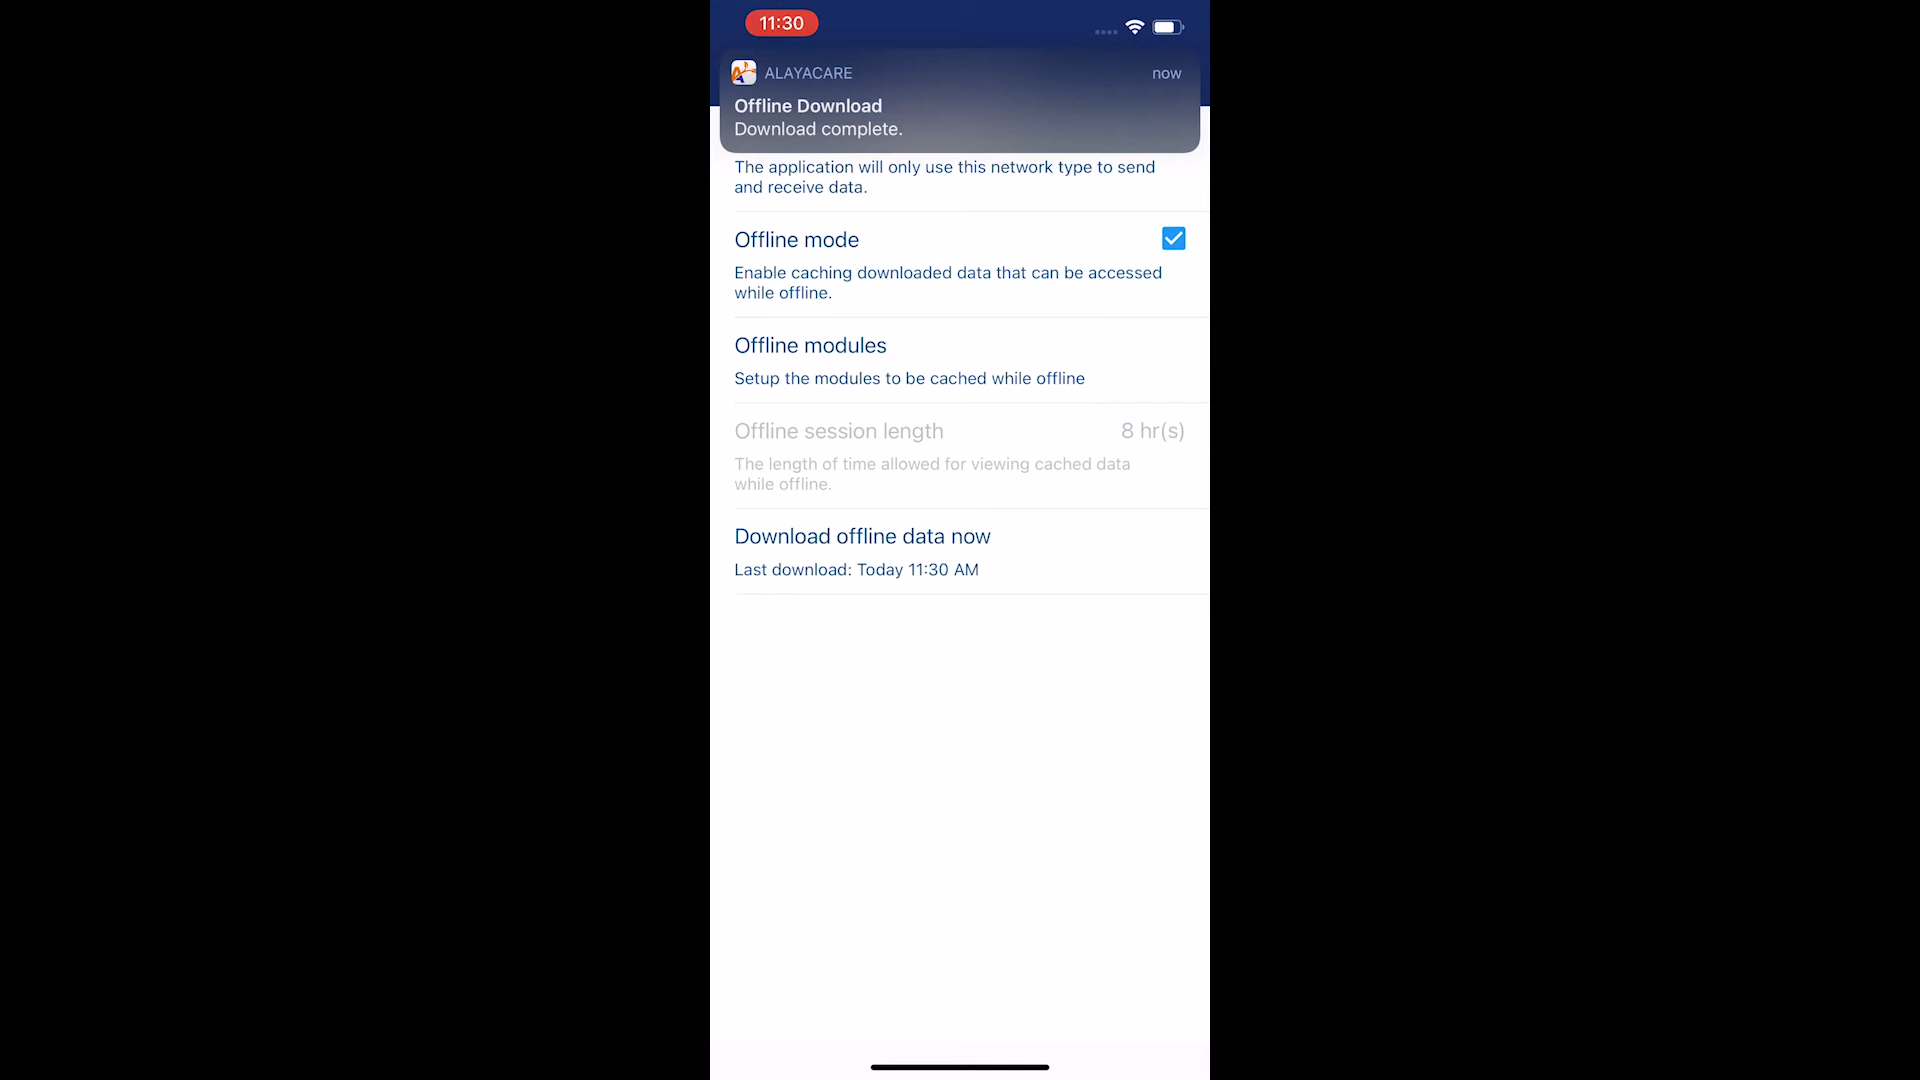 11:30
ALAYACARE
now
Offline Download
Download complete.
The application will only use this network type to send
and receive data.
Offline mode
Enable caching downloaded data that can be accessed
while offline.
Offline modules
Setup the modules to be cached while offline
Offline session length
8 hr(s)
The length of time allowed for viewing cached data
while offline.
Download offline data now
Last download: Today 11:30 AM